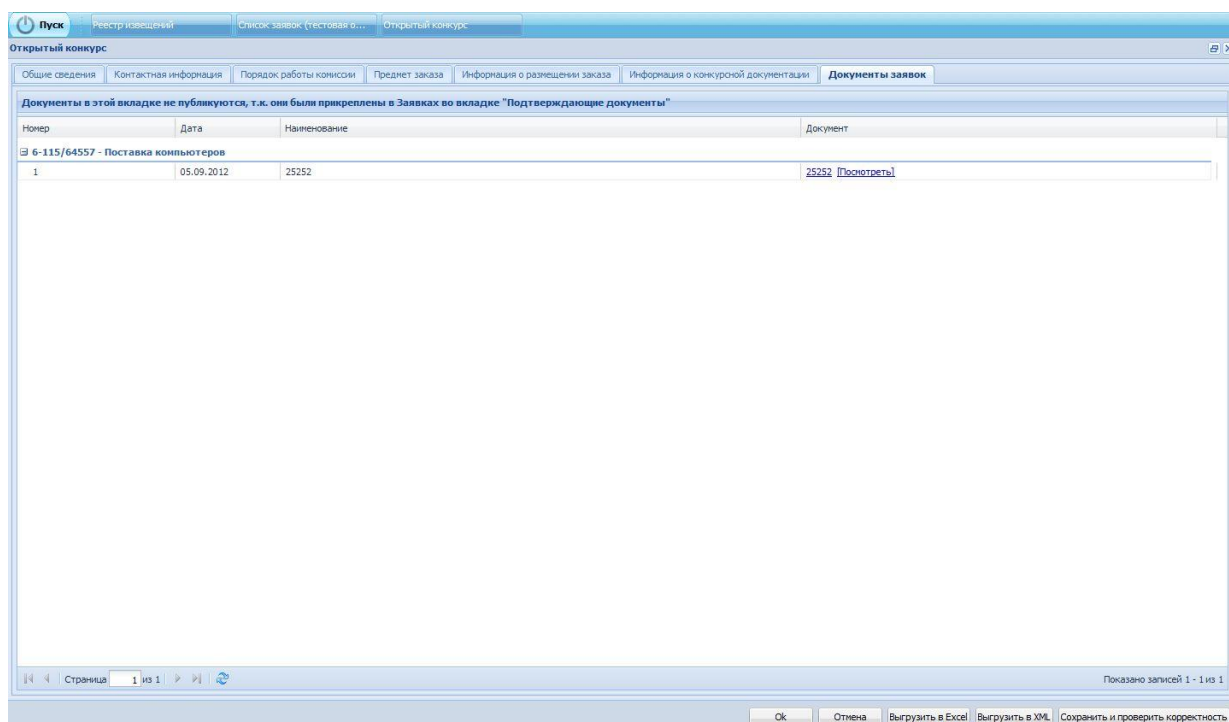 Пуск Реестр извещений Список заявок (тестовая о... Открытый конкурс
Открытый конкурс
Общие сведения Контактная информация Порядок работы комиссии Предмет заказа Информация о размещении заказа Информация о конкурсной документации Документы заявок
Документы в этой вкладке не публикуются, т.к. они были прикреплены в Заявках во вкладке "Подтверждающие документы"
Номер Дата Наименование Документ
6-115/64557 - Поставка компьютеров
1 05.09.2012 25252 25252 [Посмотреть]
Страница 1 из 1 Показано записей 1 - 1 из 1
Ok Отмена Выгрузить в Excel Выгрузить в XML Сохранить и проверить корректность